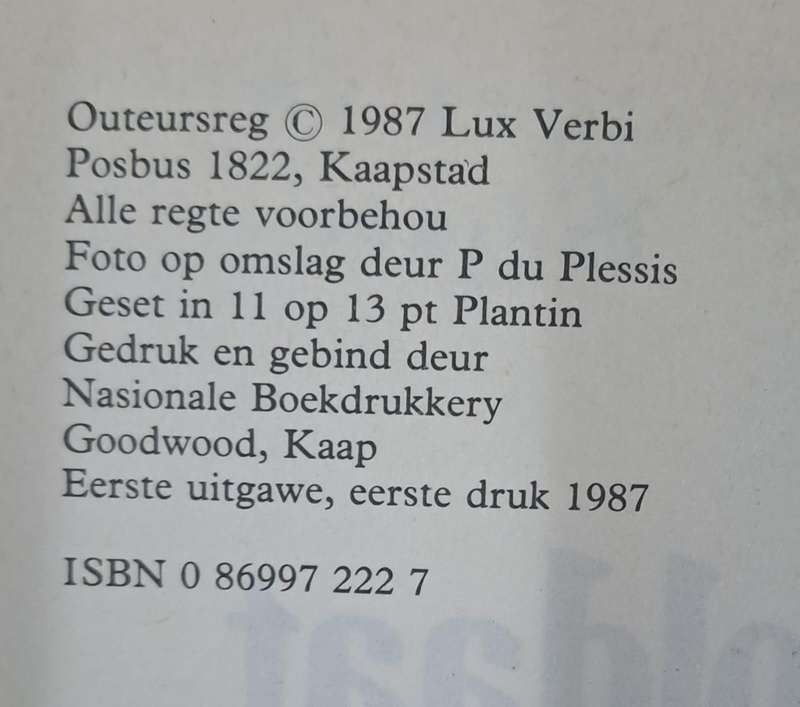 Outeursreg © 1987 Lux Verbi
Posbus 1822, Kaapstad
Alle regte voorbehou
Foto op omslag deur P du Plessis
Geset in 11 op 13 pt Plantin
Gedruk en gebind deur
Nasionale Boekdrukkery
Goodwood, Kaap
Eerste uitgawe, eerste druk 1987
ISBN 0 86997 222 7